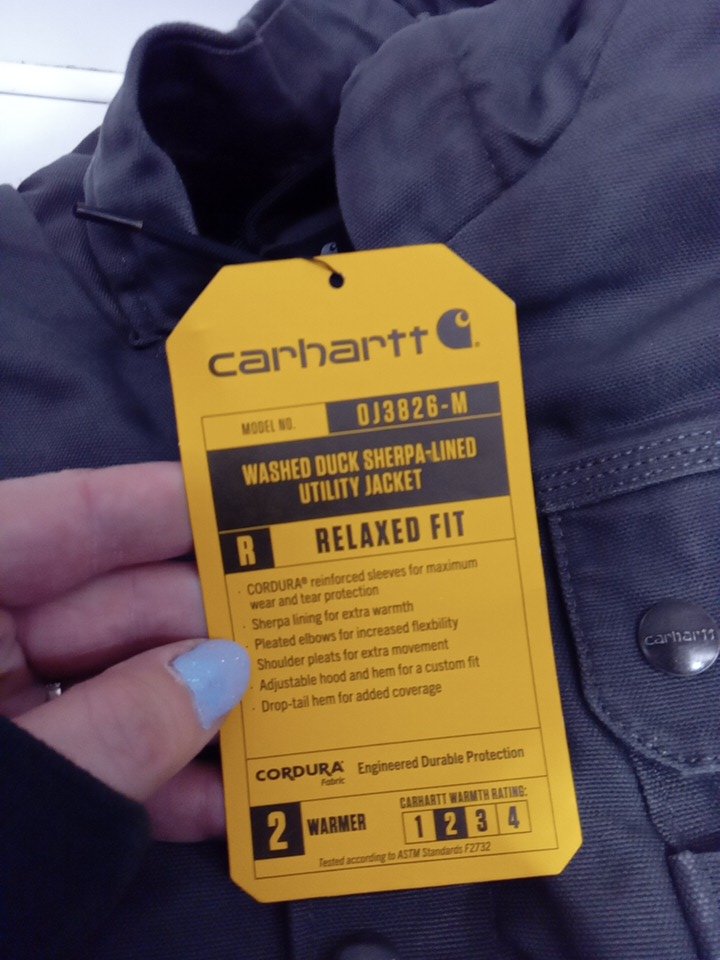 carhartt
MODEL NO. OJ3826-M
WASHED DUCK SHERPA-LINED
UTILITY JACKET
R RELAXED FIT
· CORDURA® reinforced sleeves for maximum
wear and tear protection
· Sherpa lining for extra warmth
· Pleated elbows for increased flexbility
· Shoulder pleats for extra movement
· Adjustable hood and hem for a custom fit
· Drop-tail hem for added coverage
CORDURA® Fabric Engineered Durable Protection
2 WARMER
CARHARTT WARMTH RATING:
1 2 3 4
Tested according to ASTM Standards F2732
carhartt